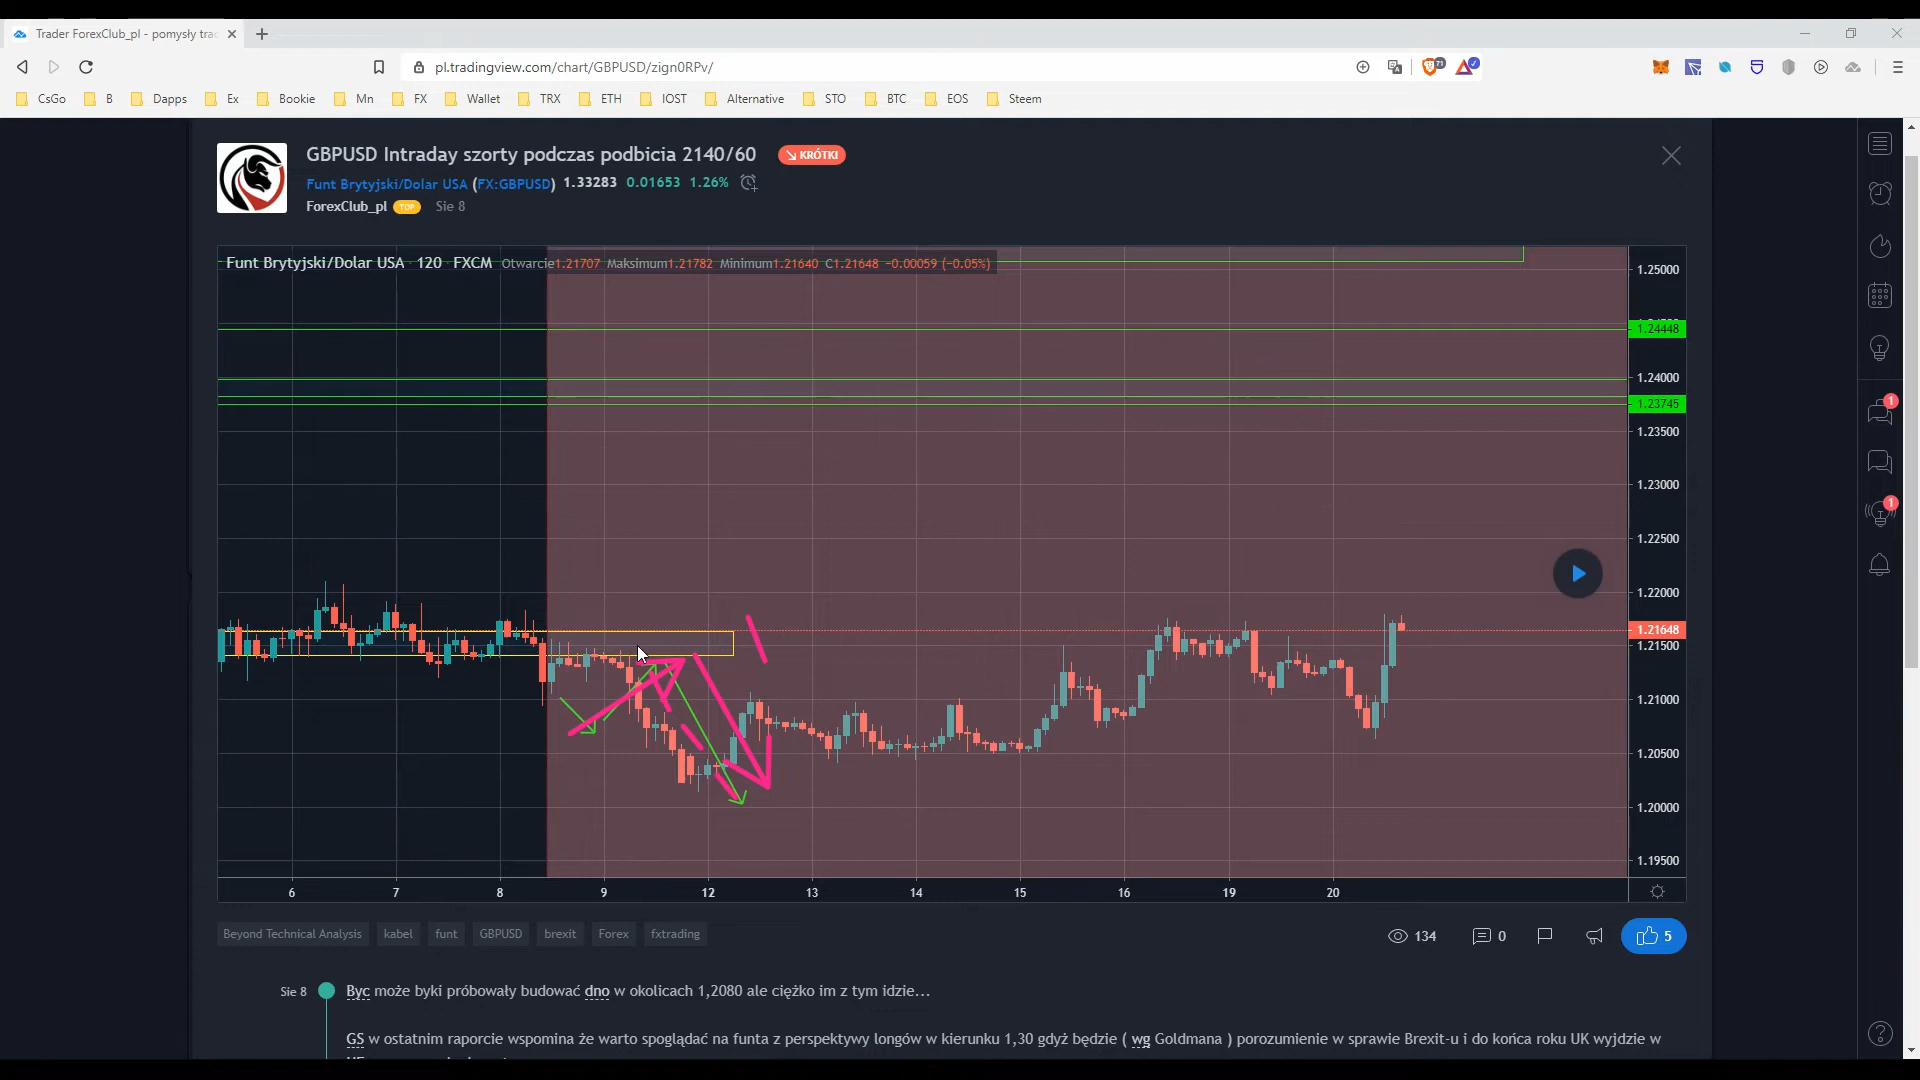 Trader ForexClub_pl - pomysły trac
pl.tradingview.com/chart/GBPUSD/zign0RPv/
71
CsGo B Dapps Ex Bookie Mn FX Wallet TRX ETH IOST Alternative STO BTC EOS Steem
GBPUSD Intraday szorty podczas podbicia 2140/60 KRÓTKI
Funt Brytyjski/Dolar USA (FX:GBPUSD) 1.33283 0.01653 1.26%
ForexClub_pl TOP Sie 8
Funt Brytyjski/Dolar USA 120 FXCM Otwarcie1.21707 Maksimum1.21782 Minimum1.21640 C1.21648 −0.00059 (−0.05%)
1.25000
1.24448
1.24000
1.23745
1.23500
1.23000
1.22500
1.22000
1.21648
1.21500
1.21000
1.20500
1.20000
1.19500
6 7 8 9 12 13 14 15 16 19 20
1
1
Beyond Technical Analysis kabel funt GBPUSD brexit Forex fxtrading
134 0 5
Sie 8 Byc może byki próbowały budować dno w okolicach 1,2080 ale ciężko im z tym idzie...
GS w ostatnim raporcie wspomina że warto spoglądać na funta z perspektywy longów w kierunku 1,30 gdyż będzie ( wg Goldmana ) porozumienie w sprawie Brexit-u i do końca roku UK wyjdzie w